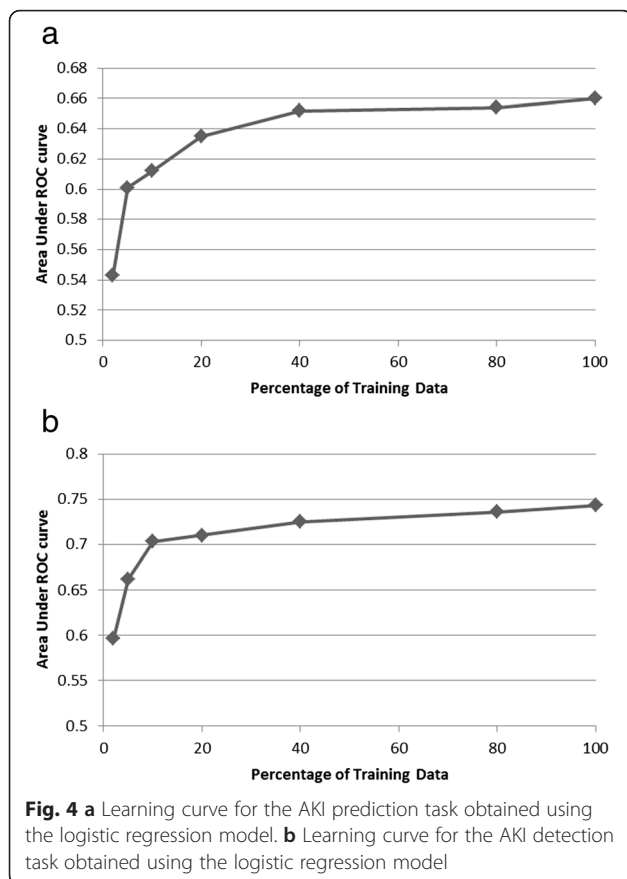 a
0.68
0.66
0.64
0.62
0.6
0.58
0.56
0.54
0.52
0.5
Area Under ROC curve
0 20 40 60 80 100
Percentage of Training Data
b
0.8
0.75
0.7
0.65
0.6
0.55
0.5
Area Under ROC curve
0 20 40 60 80 100
Percentage of Training Data
Fig. 4 a Learning curve for the AKI prediction task obtained using
the logistic regression model. b Learning curve for the AKI detection
task obtained using the logistic regression model